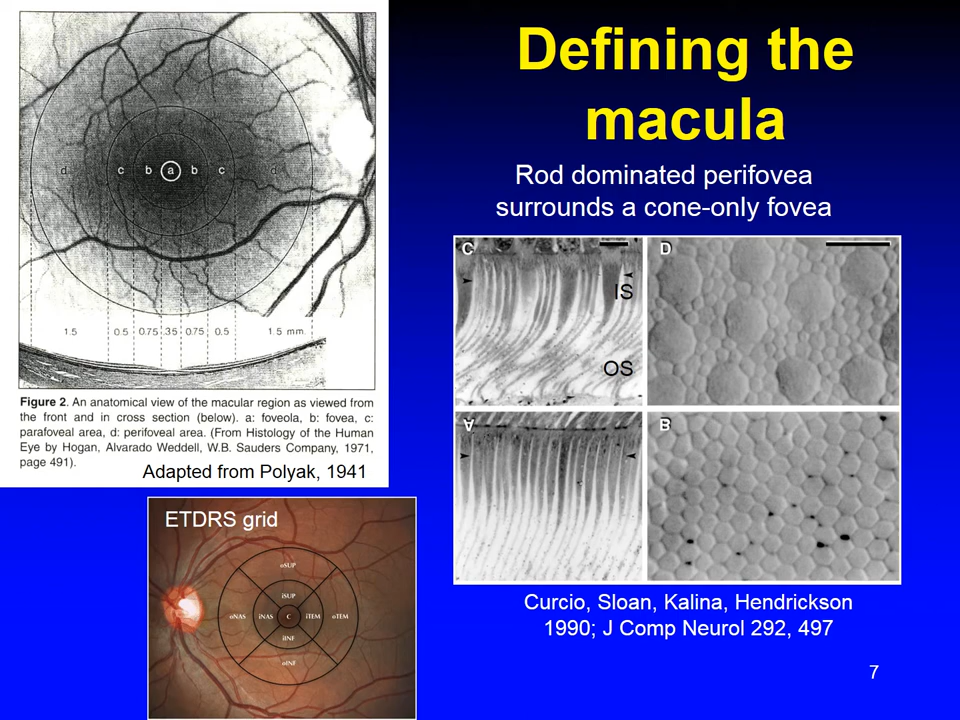 Defining the
macula
Rod dominated perifovea
surrounds a cone-only fovea
d c b a b c d
1.5 0.5 0.75 .35 0.75 0.5 1.5 mm.
Figure 2. An anatomical view of the macular region as viewed from
the front and in cross section (below). a: foveola, b: fovea, c:
parafoveal area, d: perifoveal area. (From Histology of the Human
Eye by Hogan, Alvarado Weddell, W.B. Sauders Company, 1971,
page 491).
Adapted from Polyak, 1941
ETDRS grid
oSUP
iSUP
oNAS iNAS C iTEM oTEM
iINF
oINF
C
IS
OS
D
A
B
Curcio, Sloan, Kalina, Hendrickson
1990; J Comp Neurol 292, 497
7